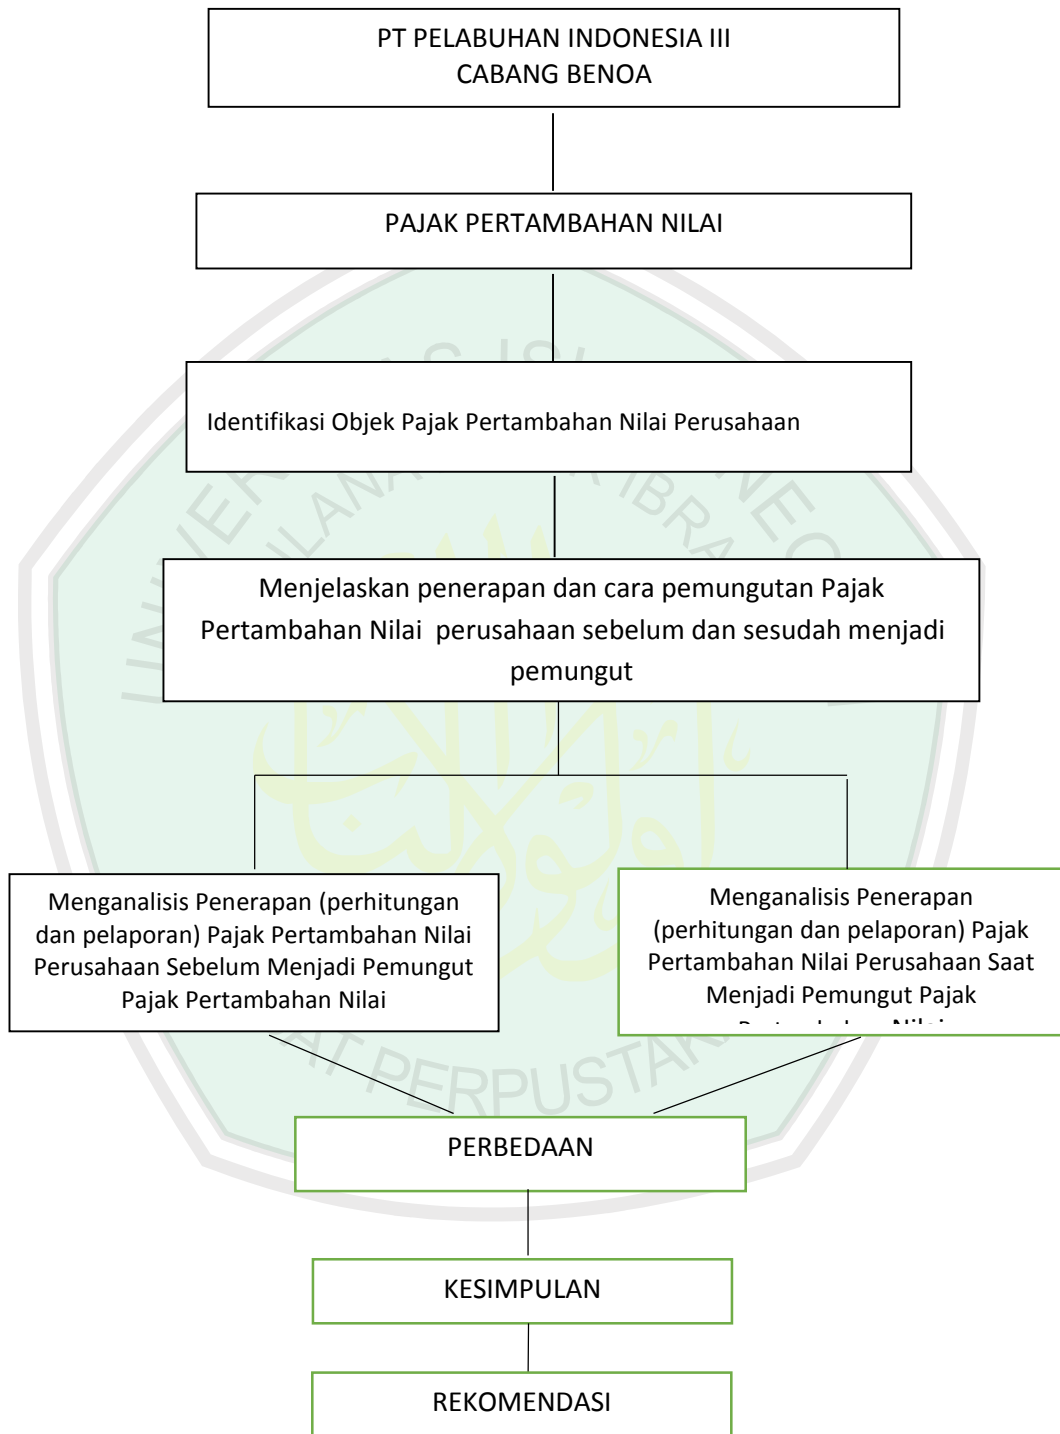 PT PELABUHAN INDONESIA III
CABANG BENOA
PAJAK PERTAMBAHAN NILAI
Identifikasi Objek Pajak Pertambahan Nilai Perusahaan
Menjelaskan penerapan dan cara pemungutan Pajak
Pertambahan Nilai perusahaan sebelum dan sesudah menjadi
pemungut
Menganalisis Penerapan (perhitungan
dan pelaporan) Pajak Pertambahan Nilai
Perusahaan Sebelum Menjadi Pemungut
Pajak Pertambahan Nilai
Menganalisis Penerapan
(perhitungan dan pelaporan) Pajak
Pertambahan Nilai Perusahaan Saat
Menjadi Pemungut Pajak
Pertambahan Nilai
PERBEDAAN
KESIMPULAN
REKOMENDASI